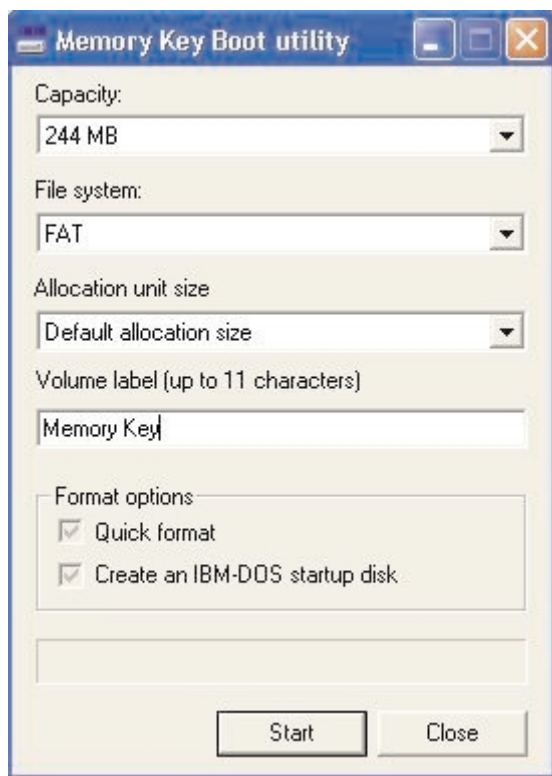 Memory Key Boot utility
Capacity:
244 MB
File system:
FAT
Allocation unit size
Default allocation size
Volume label (up to 11 characters)
Memory Key
Format options
Quick format
Create an IBM-DOS startup disk
Start Close